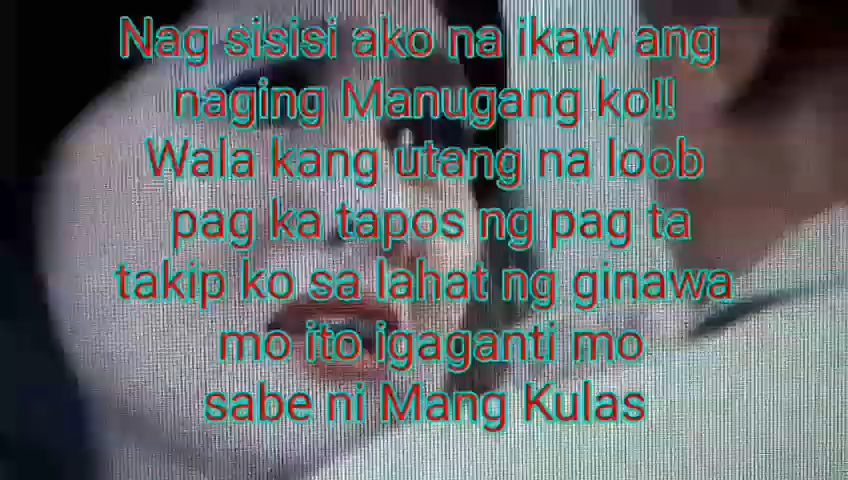 Nag sisisi ako na ikaw ang
naging Manugang ko!!
Wala kang utang na loob
pag ka tapos ng pag ta
takip ko sa lahat ng ginawa
mo ito igaganti mo
sabe ni Mang Kulas